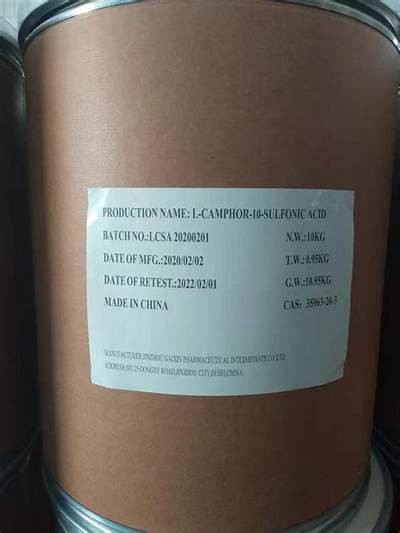 PRODUCTION NAME: L-CAMPHOR-10-SULFONIC ACID
BATCH NO.:LCSA 20200201 N.W.: 10KG
DATE OF MFG.:2020/02/02 T.W.: 0.95KG
DATE OF RETEST.:2022/02/01 G.W.: 10.95KG
MADE IN CHINA CAS: 35963-20-3
MANUFACTURER:JINZHOU GAIXIN PHARMACEUTICAL INTERMEDIATE.CO.LTD.
ADDRESS:NO.25 DONGYE ROAD,JINZHOU CITY,HEBEI,CHINA